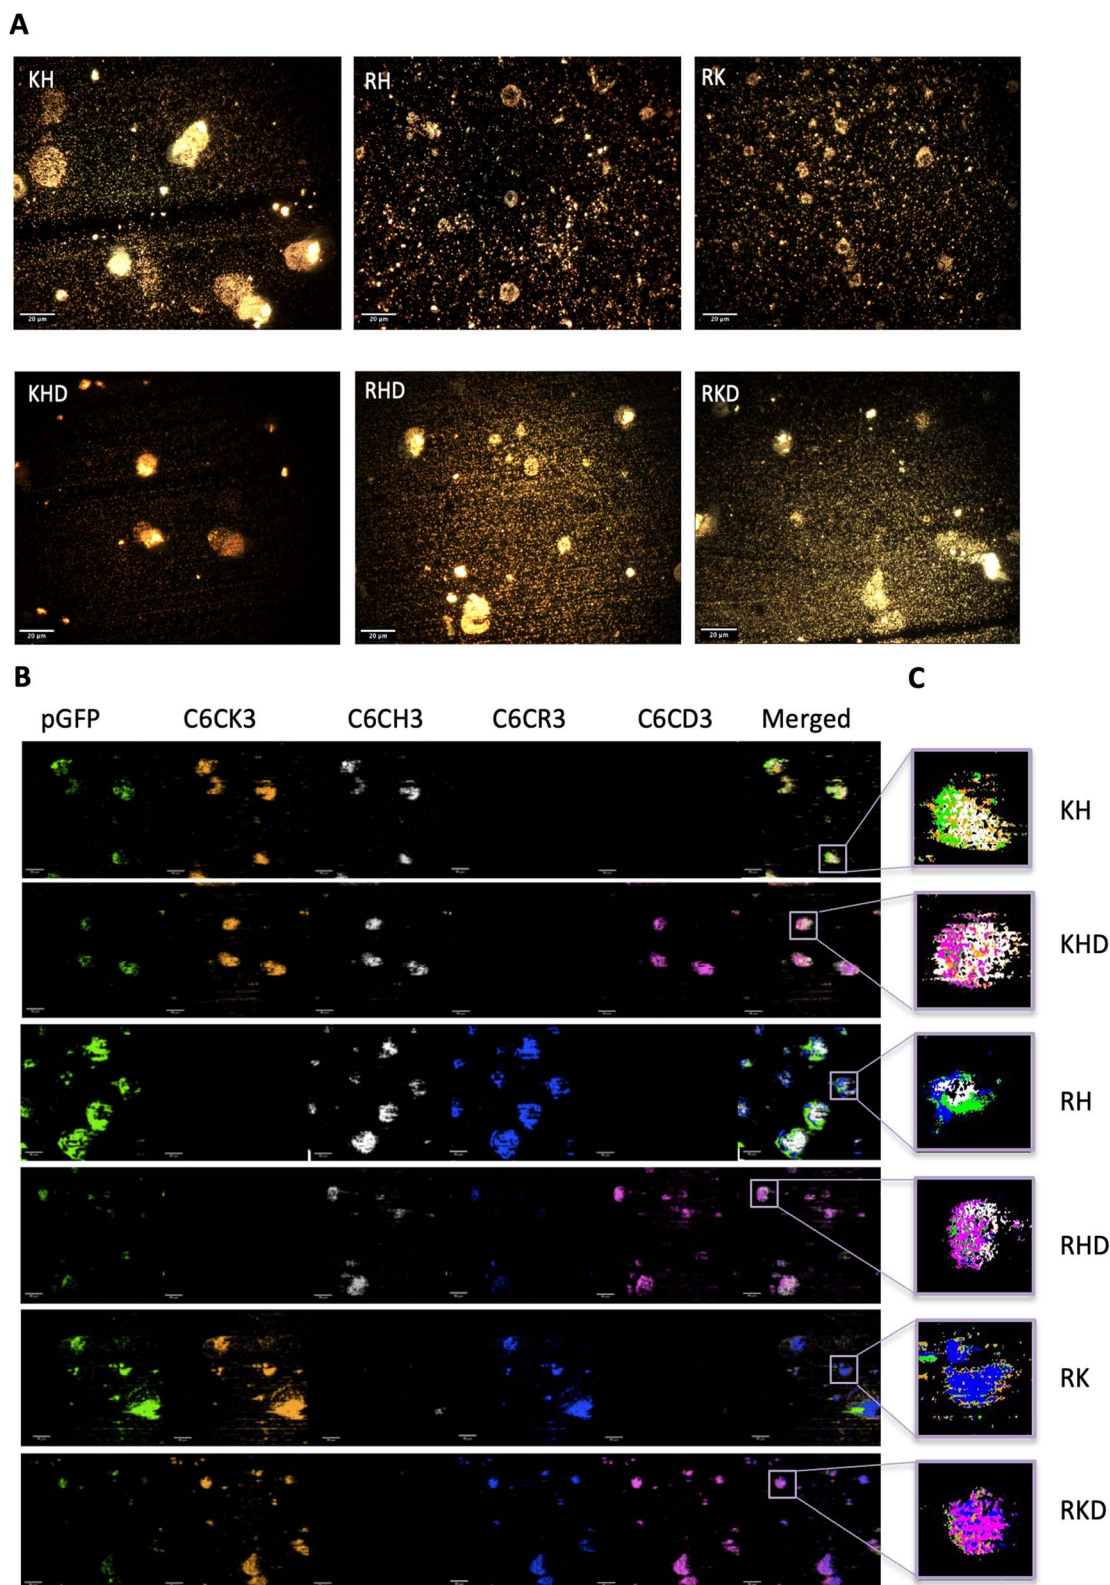 A
KH RH RK
20 µm 20 µm 20 µm
KHD RHD RKD
20 µm 20 µm 20 µm
B C
pGFP C6CK3 C6CH3 C6CR3 C6CD3 Merged
KH
KHD
RH
RHD
RK
RKD